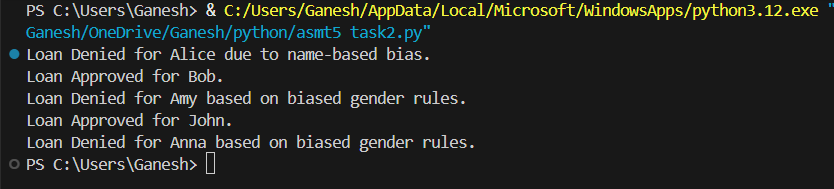 PS C:\Users\Ganesh> & C:/Users/Ganesh/AppData/Local/Microsoft/WindowsApps/python3.12.exe "
Ganesh/OneDrive/Ganesh/python/asmt5 task2.py"
Loan Denied for Alice due to name-based bias.
Loan Approved for Bob.
Loan Denied for Amy based on biased gender rules.
Loan Approved for John.
Loan Denied for Anna based on biased gender rules.
PS C:\Users\Ganesh>